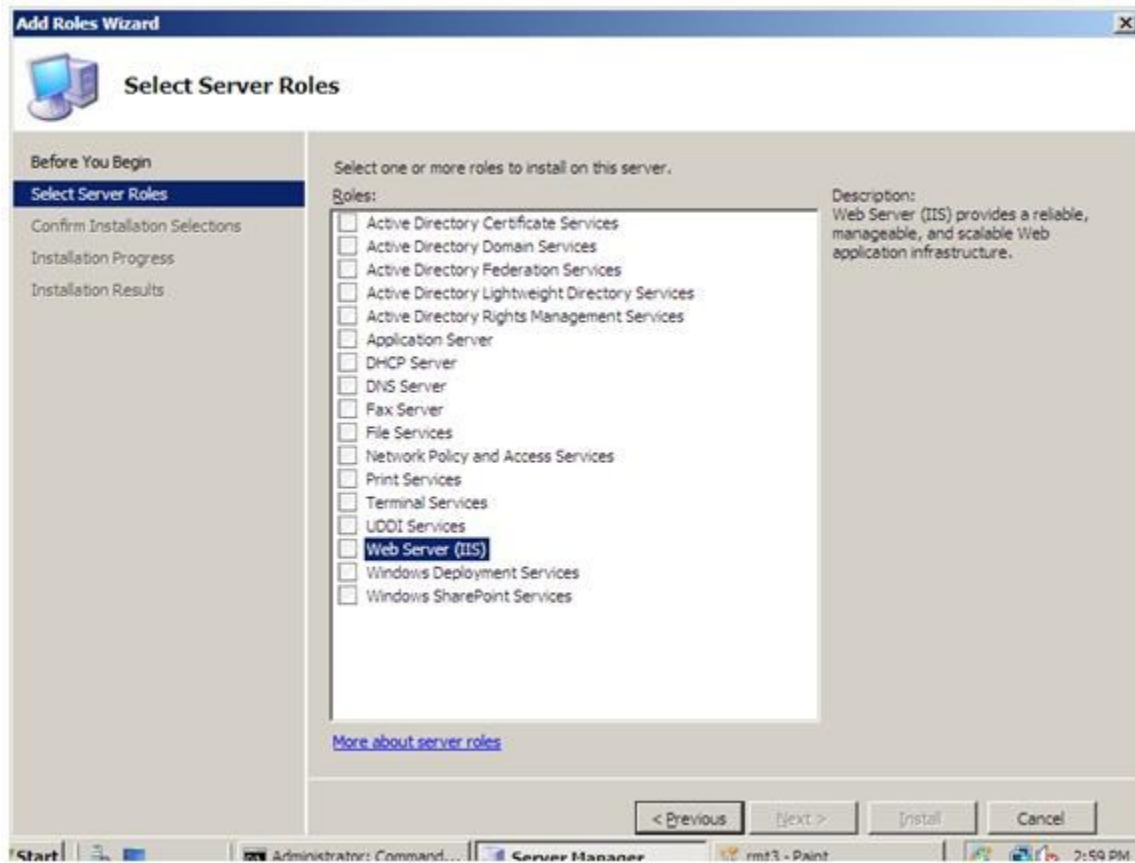 Add Roles Wizard
Select Server Roles
Before You Begin
Select Server Roles
Confirm Installation Selections
Installation Progress
Installation Results
Select one or more roles to install on this server.
Roles:
Active Directory Certificate Services
Active Directory Domain Services
Active Directory Federation Services
Active Directory Lightweight Directory Services
Active Directory Rights Management Services
Application Server
DHCP Server
DNS Server
Fax Server
File Services
Network Policy and Access Services
Print Services
Terminal Services
UDDI Services
Web Server (IIS)
Windows Deployment Services
Windows SharePoint Services
More about server roles
Description:
Web Server (IIS) provides a reliable,
manageable, and scalable Web
application infrastructure.
< Previous
Next >
Install
Cancel
Start
Administrator: Command...
Server Manager
rmt3 - Paint
2:59 PM